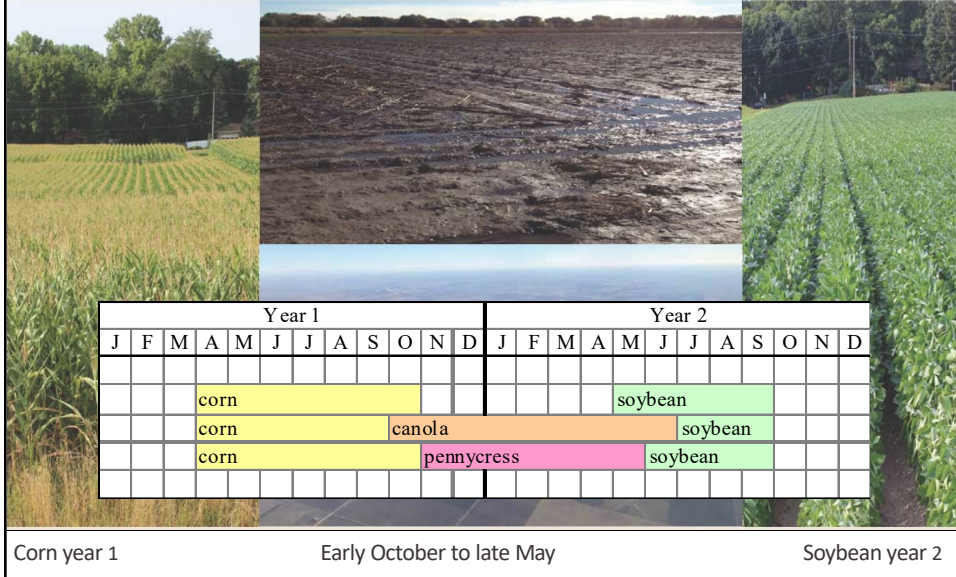 Year 1 Year 2
J F M A M J J A S O N D J F M A M J J A S O N D
corn soybean
corn canola soybean
corn pennycress soybean
Corn year 1 Early October to late May Soybean year 2